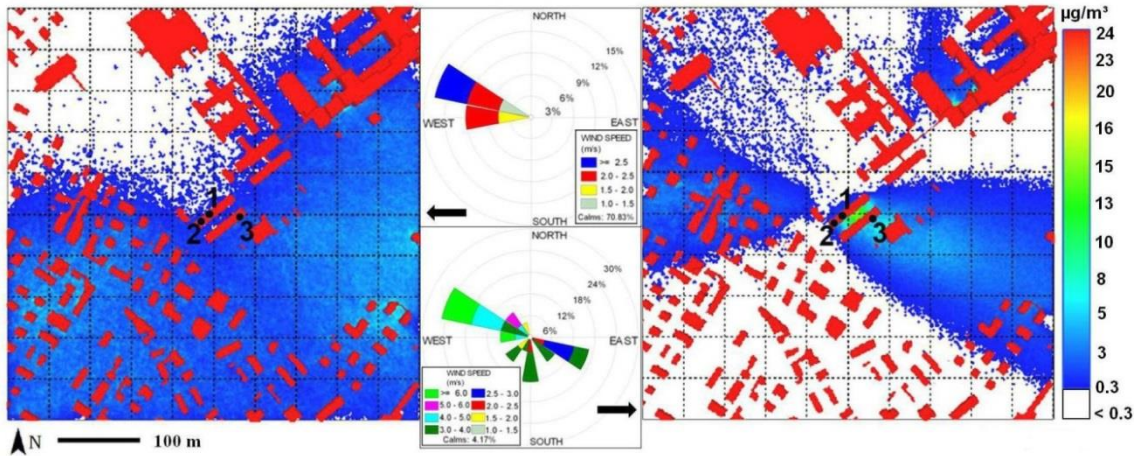 µg/m³
24
20
16
13
10
8
5
3
0.3
< 0.3
1
2
3
N
100 m
NORTH
15%
12%
9%
6%
3%
WEST
EAST
WIND SPEED
(m/s)
>= 2.5
2.0 - 2.5
1.5 - 2.0
1.0 - 1.5
Calms: 70.83%
SOUTH
NORTH
30%
24%
18%
12%
6%
WEST
EAST
WIND SPEED
(m/s)
>= 6.0 2.5 - 3.0
5.0 - 6.0 2.0 - 2.5
4.0 - 5.0 1.5 - 2.0
3.0 - 4.0 1.0 - 1.5
Calms: 4.17%
SOUTH
1
2
3